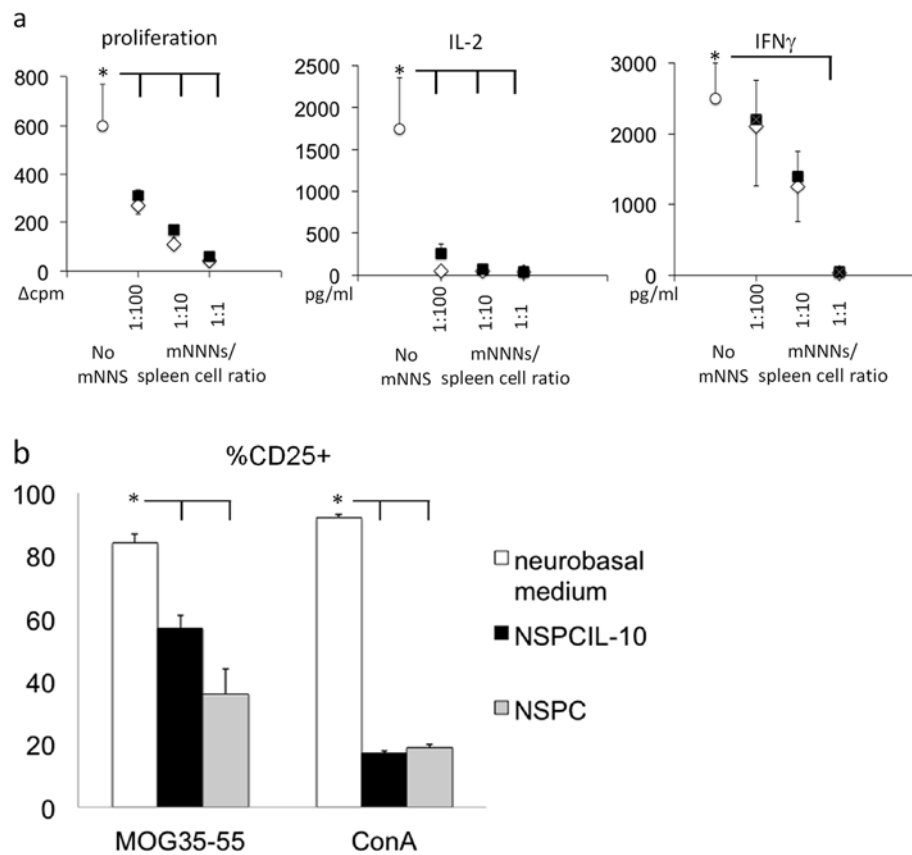 a
proliferation
IL-2
IFNγ
*
*
*
800
600
400
200
0
Δcpm
1:100
1:10
1:1
No mNNNs/
mNNS spleen cell ratio
2500
2000
1500
1000
500
0
pg/ml
1:100
1:10
1:1
No mNNNs/
mNNS spleen cell ratio
3000
2000
1000
0
pg/ml
1:100
1:10
1:1
No mNNNs/
mNNS spleen cell ratio
b
%CD25+
*
*
100
80
60
40
20
0
MOG35-55
ConA
neurobasal
medium
NSPCIL-10
NSPC